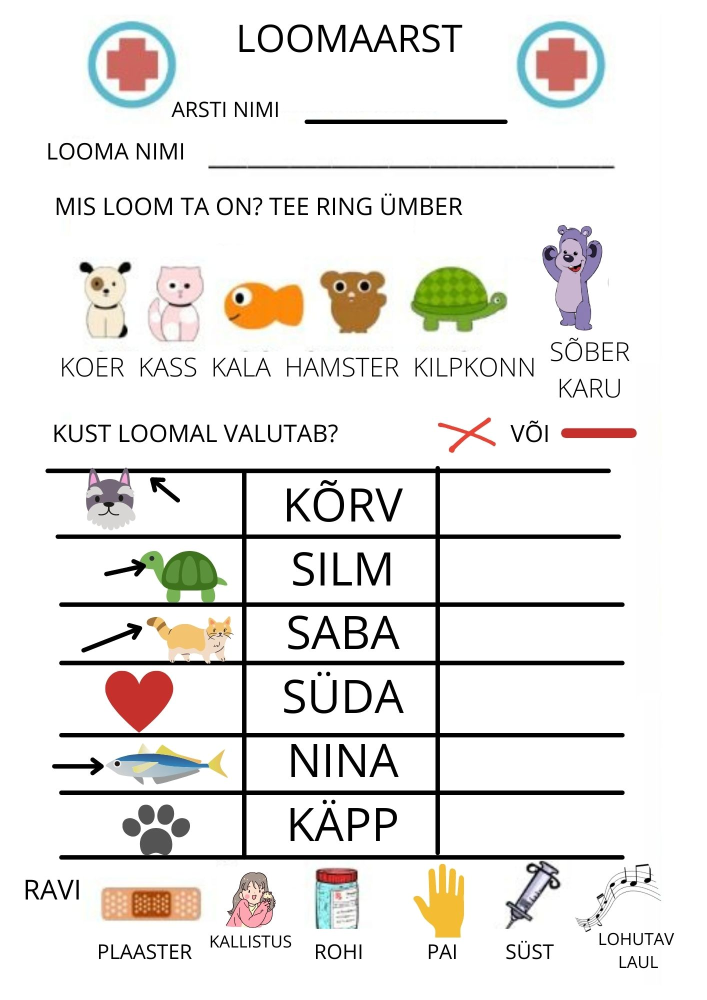 LOOMAARST
ARSTI NIMI
LOOMA NIMI
MIS LOOM TA ON? TEE RING ÜMBER
KOER KASS KALA HAMSTER KILPKONN SÕBER
KARU
KUST LOOMAL VALUTAB? VÕI
KÕRV
SILM
SABA
SÜDA
NINA
KÄPP
RAVI
PLAASTER KALLISTUS ROHI PAI SÜST LOHUTAV
LAUL